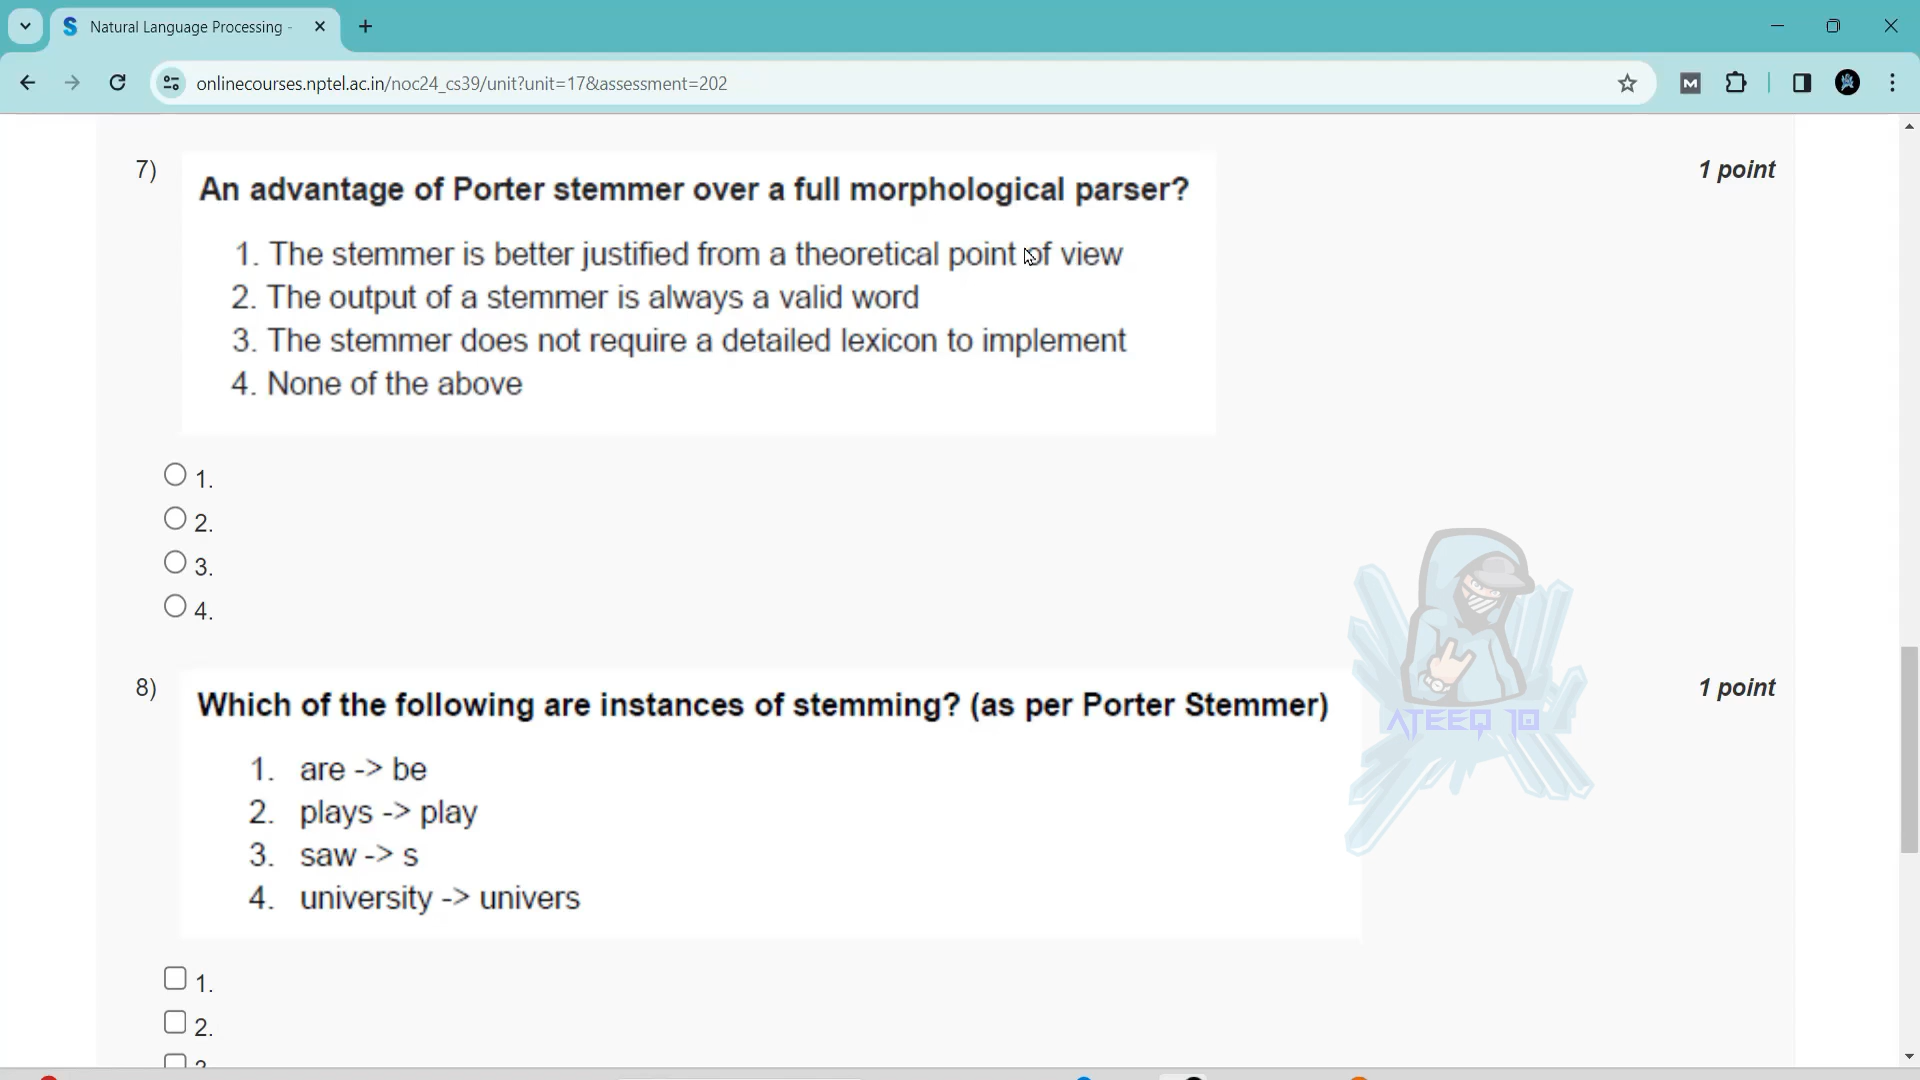 Natural Language Processing -
onlinecourses.nptel.ac.in/noc24_cs39/unit?unit=17&assessment=202
7)
1 point
An advantage of Porter stemmer over a full morphological parser?
1. The stemmer is better justified from a theoretical point of view
2. The output of a stemmer is always a valid word
3. The stemmer does not require a detailed lexicon to implement
4. None of the above
1.
2.
3.
4.
8)
1 point
Which of the following are instances of stemming? (as per Porter Stemmer)
1. are -> be
2. plays -> play
3. saw -> s
4. university -> univers
ATEEQ 10
1.
2.